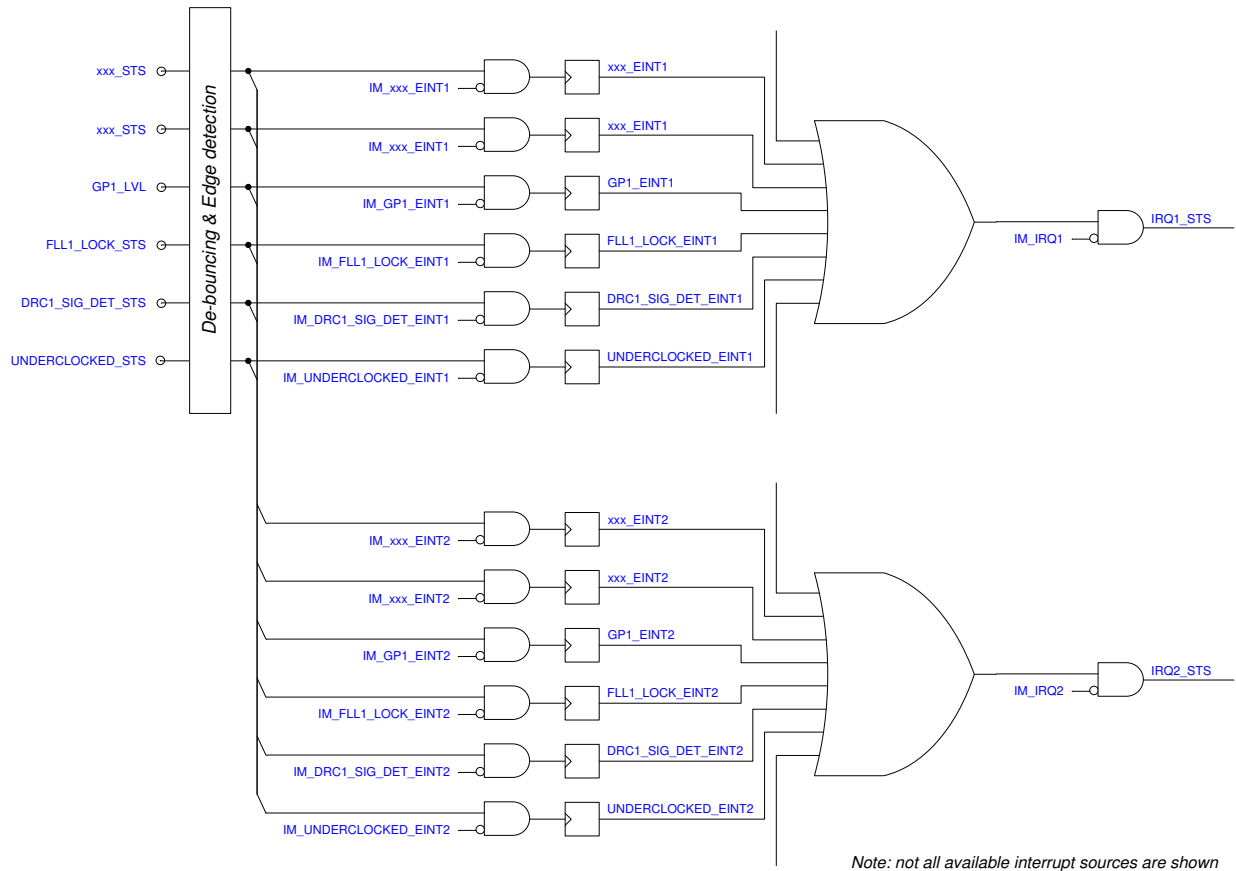 xxx_STS
xxx_STS
GP1_LVL
FLL1_LOCK_STS
DRC1_SIG_DET_STS
UNDERCLOCKED_STS
De-bouncing & Edge detection
IM_xxx_EINT1
xxx_EINT1
IM_xxx_EINT1
xxx_EINT1
IM_GP1_EINT1
GP1_EINT1
IM_FLL1_LOCK_EINT1
FLL1_LOCK_EINT1
IM_DRC1_SIG_DET_EINT1
DRC1_SIG_DET_EINT1
IM_UNDERCLOCKED_EINT1
UNDERCLOCKED_EINT1
IM_IRQ1
IRQ1_STS
IM_xxx_EINT2
xxx_EINT2
IM_xxx_EINT2
xxx_EINT2
IM_GP1_EINT2
GP1_EINT2
IM_FLL1_LOCK_EINT2
FLL1_LOCK_EINT2
IM_DRC1_SIG_DET_EINT2
DRC1_SIG_DET_EINT2
IM_UNDERCLOCKED_EINT2
UNDERCLOCKED_EINT2
IM_IRQ2
IRQ2_STS
Note: not all available interrupt sources are shown